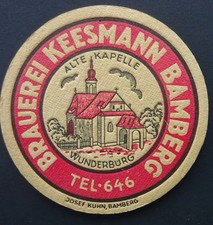 BRAUEREI KEESMANN BAMBERG
ALTE KAPELLE
WUNDERBURG
TEL·646
JOSEF KUHN, BAMBERG